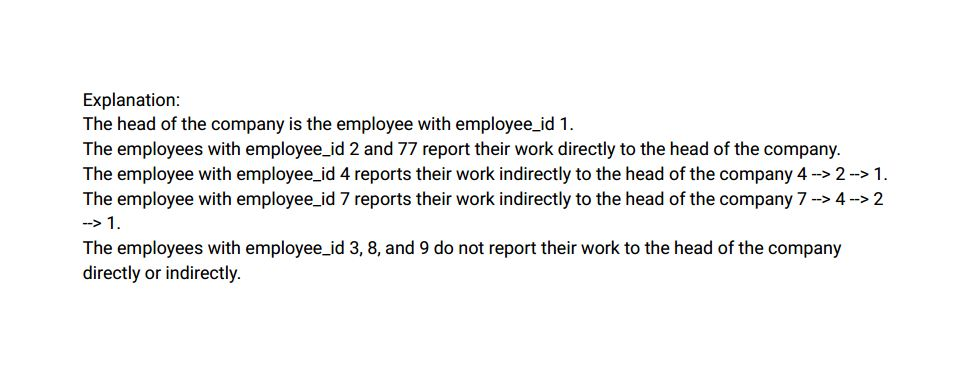 Explanation:
The head of the company is the employee with employee_id 1.
The employees with employee_id 2 and 77 report their work directly to the head of the company.
The employee with employee_id 4 reports their work indirectly to the head of the company 4 --> 2 --> 1.
The employee with employee_id 7 reports their work indirectly to the head of the company 7 --> 4 --> 2
--> 1.
The employees with employee_id 3, 8, and 9 do not report their work to the head of the company
directly or indirectly.